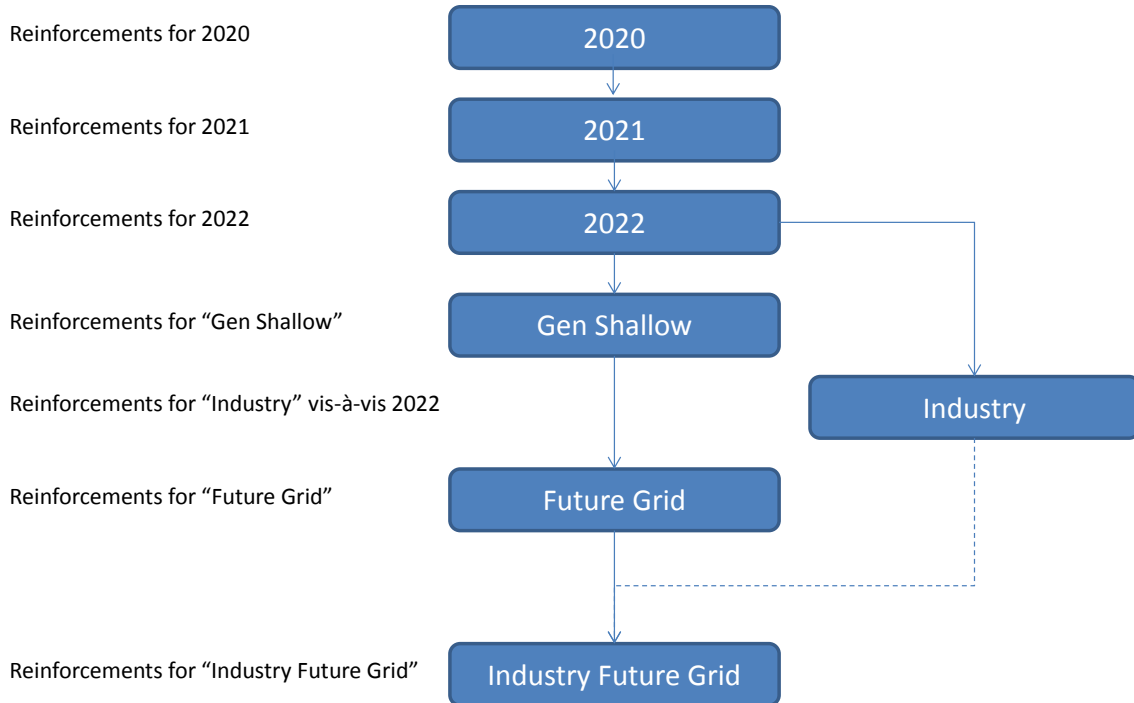 Reinforcements for 2020
2020
Reinforcements for 2021
2021
Reinforcements for 2022
2022
Reinforcements for “Gen Shallow”
Gen Shallow
Reinforcements for “Industry” vis-à-vis 2022
Industry
Reinforcements for “Future Grid”
Future Grid
Reinforcements for “Industry Future Grid”
Industry Future Grid